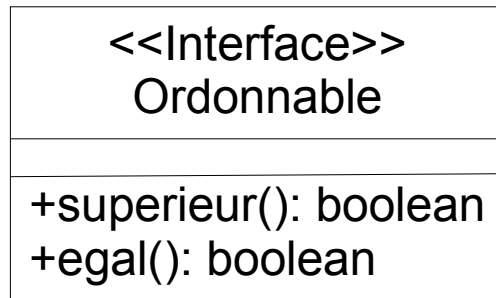 <<Interface>>
Ordonnable
+superieur(): boolean
+egal(): boolean